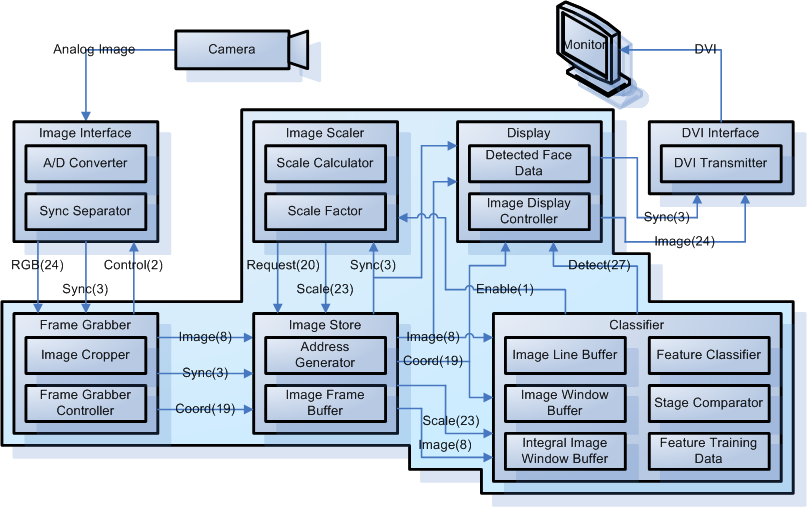 Analog Image
Camera
Monitor
DVI
Image Interface
A/D Converter
Sync Separator
Image Scaler
Scale Calculator
Scale Factor
Display
Detected Face
Data
Image Display
Controller
DVI Interface
DVI Transmitter
Sync(3)
Image(24)
RGB(24)
Control(2)
Sync(3)
Request(20)
Sync(3)
Scale(23)
Detect(27)
Enable(1)
Frame Grabber
Image Cropper
Frame Grabber
Controller
Image(8)
Sync(3)
Coord(19)
Image Store
Address
Generator
Image Frame
Buffer
Image(8)
Coord(19)
Scale(23)
Image(8)
Classifier
Image Line Buffer
Feature Classifier
Image Window
Buffer
Stage Comparator
Integral Image
Window Buffer
Feature Training
Data